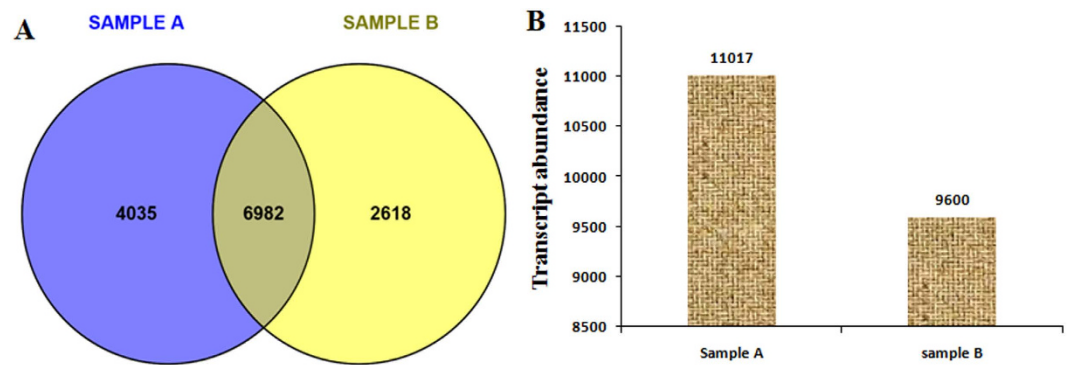 A
SAMPLE A
SAMPLE B
4035
6982
2618
B
Transcript abundance
11500
11000
10500
10000
9500
9000
8500
11017
9600
Sample A
sample B